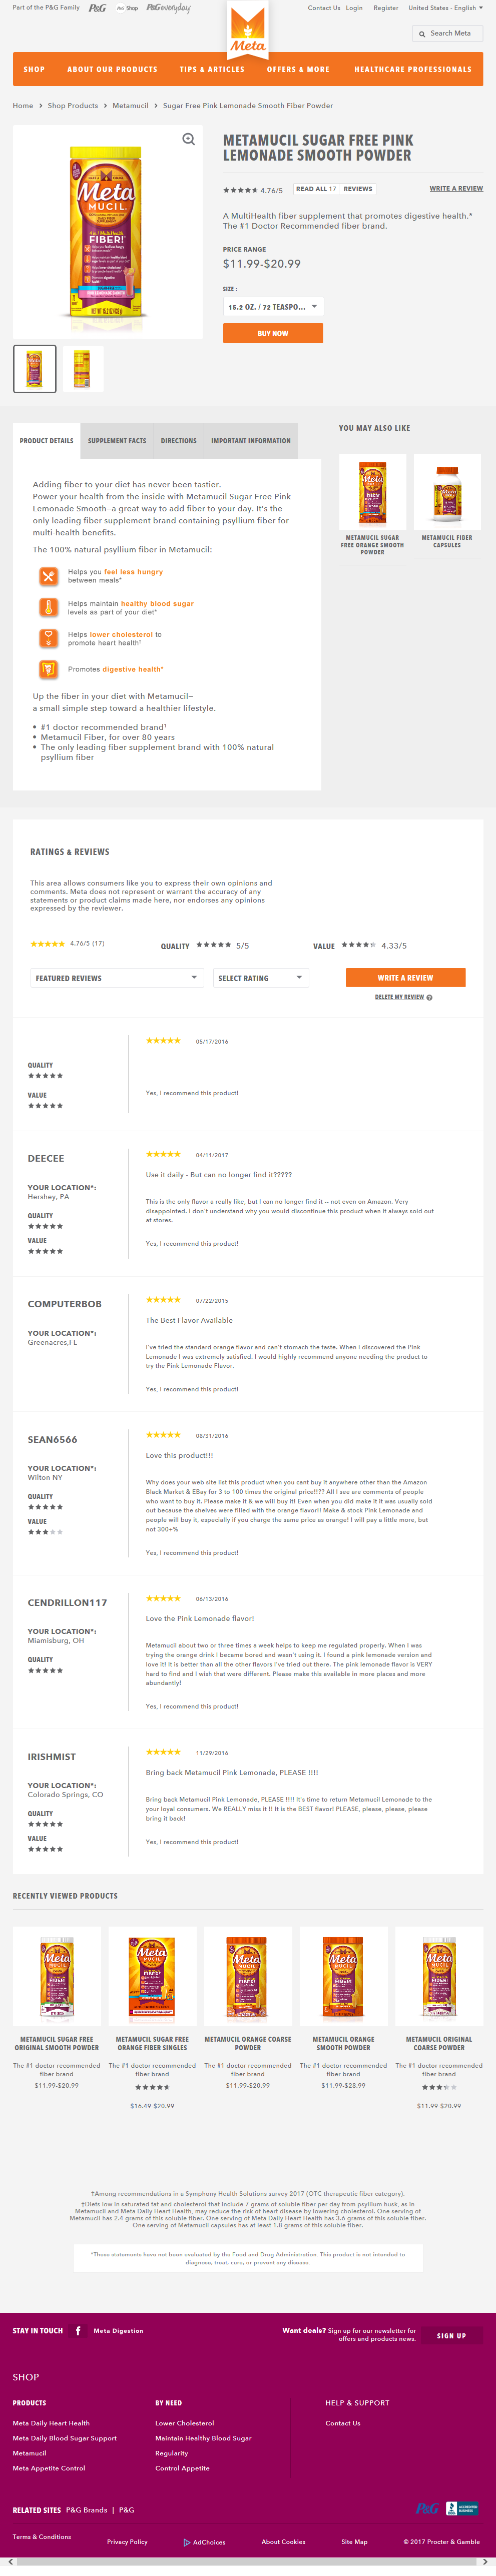 Part of the P&G Family P&G P&G Shop P&G everyday
Contact Us Login Register United States - English
Meta
Search Meta
SHOP ABOUT OUR PRODUCTS TIPS & ARTICLES OFFERS & MORE HEALTHCARE PROFESSIONALS
Home > Shop Products > Metamucil > Sugar Free Pink Lemonade Smooth Fiber Powder
METAMUCIL SUGAR FREE PINK
LEMONADE SMOOTH POWDER
4.76/5 READ ALL 17 REVIEWS WRITE A REVIEW
A MultiHealth fiber supplement that promotes digestive health.*
The #1 Doctor Recommended fiber brand.
PRICE RANGE
$11.99-$20.99
SIZE :
15.2 OZ. / 72 TEASPO...
BUY NOW
Meta
MUCIL
FIBER!
PRODUCT DETAILS SUPPLEMENT FACTS DIRECTIONS IMPORTANT INFORMATION
Adding fiber to your diet has never been tastier.
Power your health from the inside with Metamucil Sugar Free Pink
Lemonade Smooth—a great way to add fiber to your day. It's the
only leading fiber supplement brand containing psyllium fiber for
multi-health benefits.
The 100% natural psyllium fiber in Metamucil:
Helps you feel less hungry
between meals*
Helps maintain healthy blood sugar
levels as part of your diet*
Helps lower cholesterol to
promote heart health†
Promotes digestive health*
Up the fiber in your diet with Metamucil—
a small simple step toward a healthier lifestyle.
• #1 doctor recommended brand†
• Metamucil Fiber, for over 80 years
• The only leading fiber supplement brand with 100% natural
psyllium fiber
YOU MAY ALSO LIKE
METAMUCIL SUGAR
FREE ORANGE SMOOTH
POWDER
METAMUCIL FIBER
CAPSULES
RATINGS & REVIEWS
This area allows consumers like you to express their own opinions and
comments. Meta does not represent or warrant the accuracy of any
statements or product claims made here, nor endorses any opinions
expressed by the reviewer.
4.76/5 (17) QUALITY 5/5 VALUE 4.33/5
FEATURED REVIEWS SELECT RATING WRITE A REVIEW
DELETE MY REVIEW ?
05/17/2016
QUALITY
VALUE
Yes, I recommend this product!
DEECEE
04/11/2017
Use it daily - But can no longer find it?????
YOUR LOCATION*:
Hershey, PA
QUALITY
VALUE
This is the only flavor a really like, but I can no longer find it -- not even on Amazon. Very
disappointed. I don't understand why you would discontinue this product when it always sold out
at stores.
Yes, I recommend this product!
COMPUTERBOB
07/22/2015
The Best Flavor Available
YOUR LOCATION*:
Greenacres,FL
I've tried the standard orange flavor and can't stomach the taste. When I discovered the Pink
Lemonade I was extremely satisfied. I would highly recommend anyone needing the product to
try the Pink Lemonade Flavor.
Yes, I recommend this product!
SEAN6566
08/31/2016
Love this product!!!
YOUR LOCATION*:
Wilton NY
QUALITY
VALUE
Why does your web site list this product when you cant buy it anywhere other than the Amazon
Black Market & EBay for 3 to 100 times the original price!!?? All I see are comments of people
who want to buy it. Please make it & we will buy it! Even when you did make it it was usually sold
out because the shelves were filled with the orange flavor!! Make & stock Pink Lemonade and
people will buy it, especially if you charge the same price as orange! I will pay a little more, but
not 300+%
Yes, I recommend this product!
CENDRILLON117
06/13/2016
Love the Pink Lemonade flavor!
YOUR LOCATION*:
Miamisburg, OH
QUALITY
Metamucil about two or three times a week helps to keep me regulated properly. When I was
trying the orange drink I became bored and wasn't using it. I found a pink lemonade version and
love it! It is better than all the other flavors I've tried out there. The pink lemonade flavor is VERY
hard to find and I wish that were different. Please make this available in more places and more
abundantly!
Yes, I recommend this product!
IRISHMIST
11/29/2016
Bring back Metamucil Pink Lemonade, PLEASE !!!!
YOUR LOCATION*:
Colorado Springs, CO
QUALITY
VALUE
Bring back Metamucil Pink Lemonade, PLEASE !!!! It's time to return Metamucil Lemonade to the
your loyal consumers. We REALLY miss it !! It is the BEST flavor! PLEASE, please, please, please
bring it back!
Yes, I recommend this product!
RECENTLY VIEWED PRODUCTS
METAMUCIL SUGAR FREE
ORIGINAL SMOOTH POWDER
The #1 doctor recommended
fiber brand
$11.99-$20.99
METAMUCIL SUGAR FREE
ORANGE FIBER SINGLES
The #1 doctor recommended
fiber brand
$16.49-$20.99
METAMUCIL ORANGE COARSE
POWDER
The #1 doctor recommended
fiber brand
$11.99-$20.99
METAMUCIL ORANGE
SMOOTH POWDER
The #1 doctor recommended
fiber brand
$11.99-$28.99
METAMUCIL ORIGINAL
COARSE POWDER
The #1 doctor recommended
fiber brand
$11.99-$20.99
‡Among recommendations in a Symphony Health Solutions survey 2017 (OTC therapeutic fiber category).
†Diets low in saturated fat and cholesterol that include 7 grams of soluble fiber per day from psyllium husk, as in
Metamucil and Meta Daily Heart Health, may reduce the risk of heart disease by lowering cholesterol. One serving of
Metamucil has 2.4 grams of this soluble fiber. One serving of Meta Daily Heart Health has 3.6 grams of this soluble fiber.
One serving of Metamucil capsules has at least 1.8 grams of this soluble fiber.
*These statements have not been evaluated by the Food and Drug Administration. This product is not intended to
diagnose, treat, cure, or prevent any disease.
STAY IN TOUCH f Meta Digestion
Want deals? Sign up for our newsletter for
offers and products news.
SIGN UP
SHOP
PRODUCTS
Meta Daily Heart Health
Meta Daily Blood Sugar Support
Metamucil
Meta Appetite Control
BY NEED
Lower Cholesterol
Maintain Healthy Blood Sugar
Regularity
Control Appetite
HELP & SUPPORT
Contact Us
RELATED SITES P&G Brands | P&G
P&G BBB ACCREDITED BUSINESS
Terms & Conditions Privacy Policy AdChoices About Cookies Site Map © 2017 Procter & Gamble